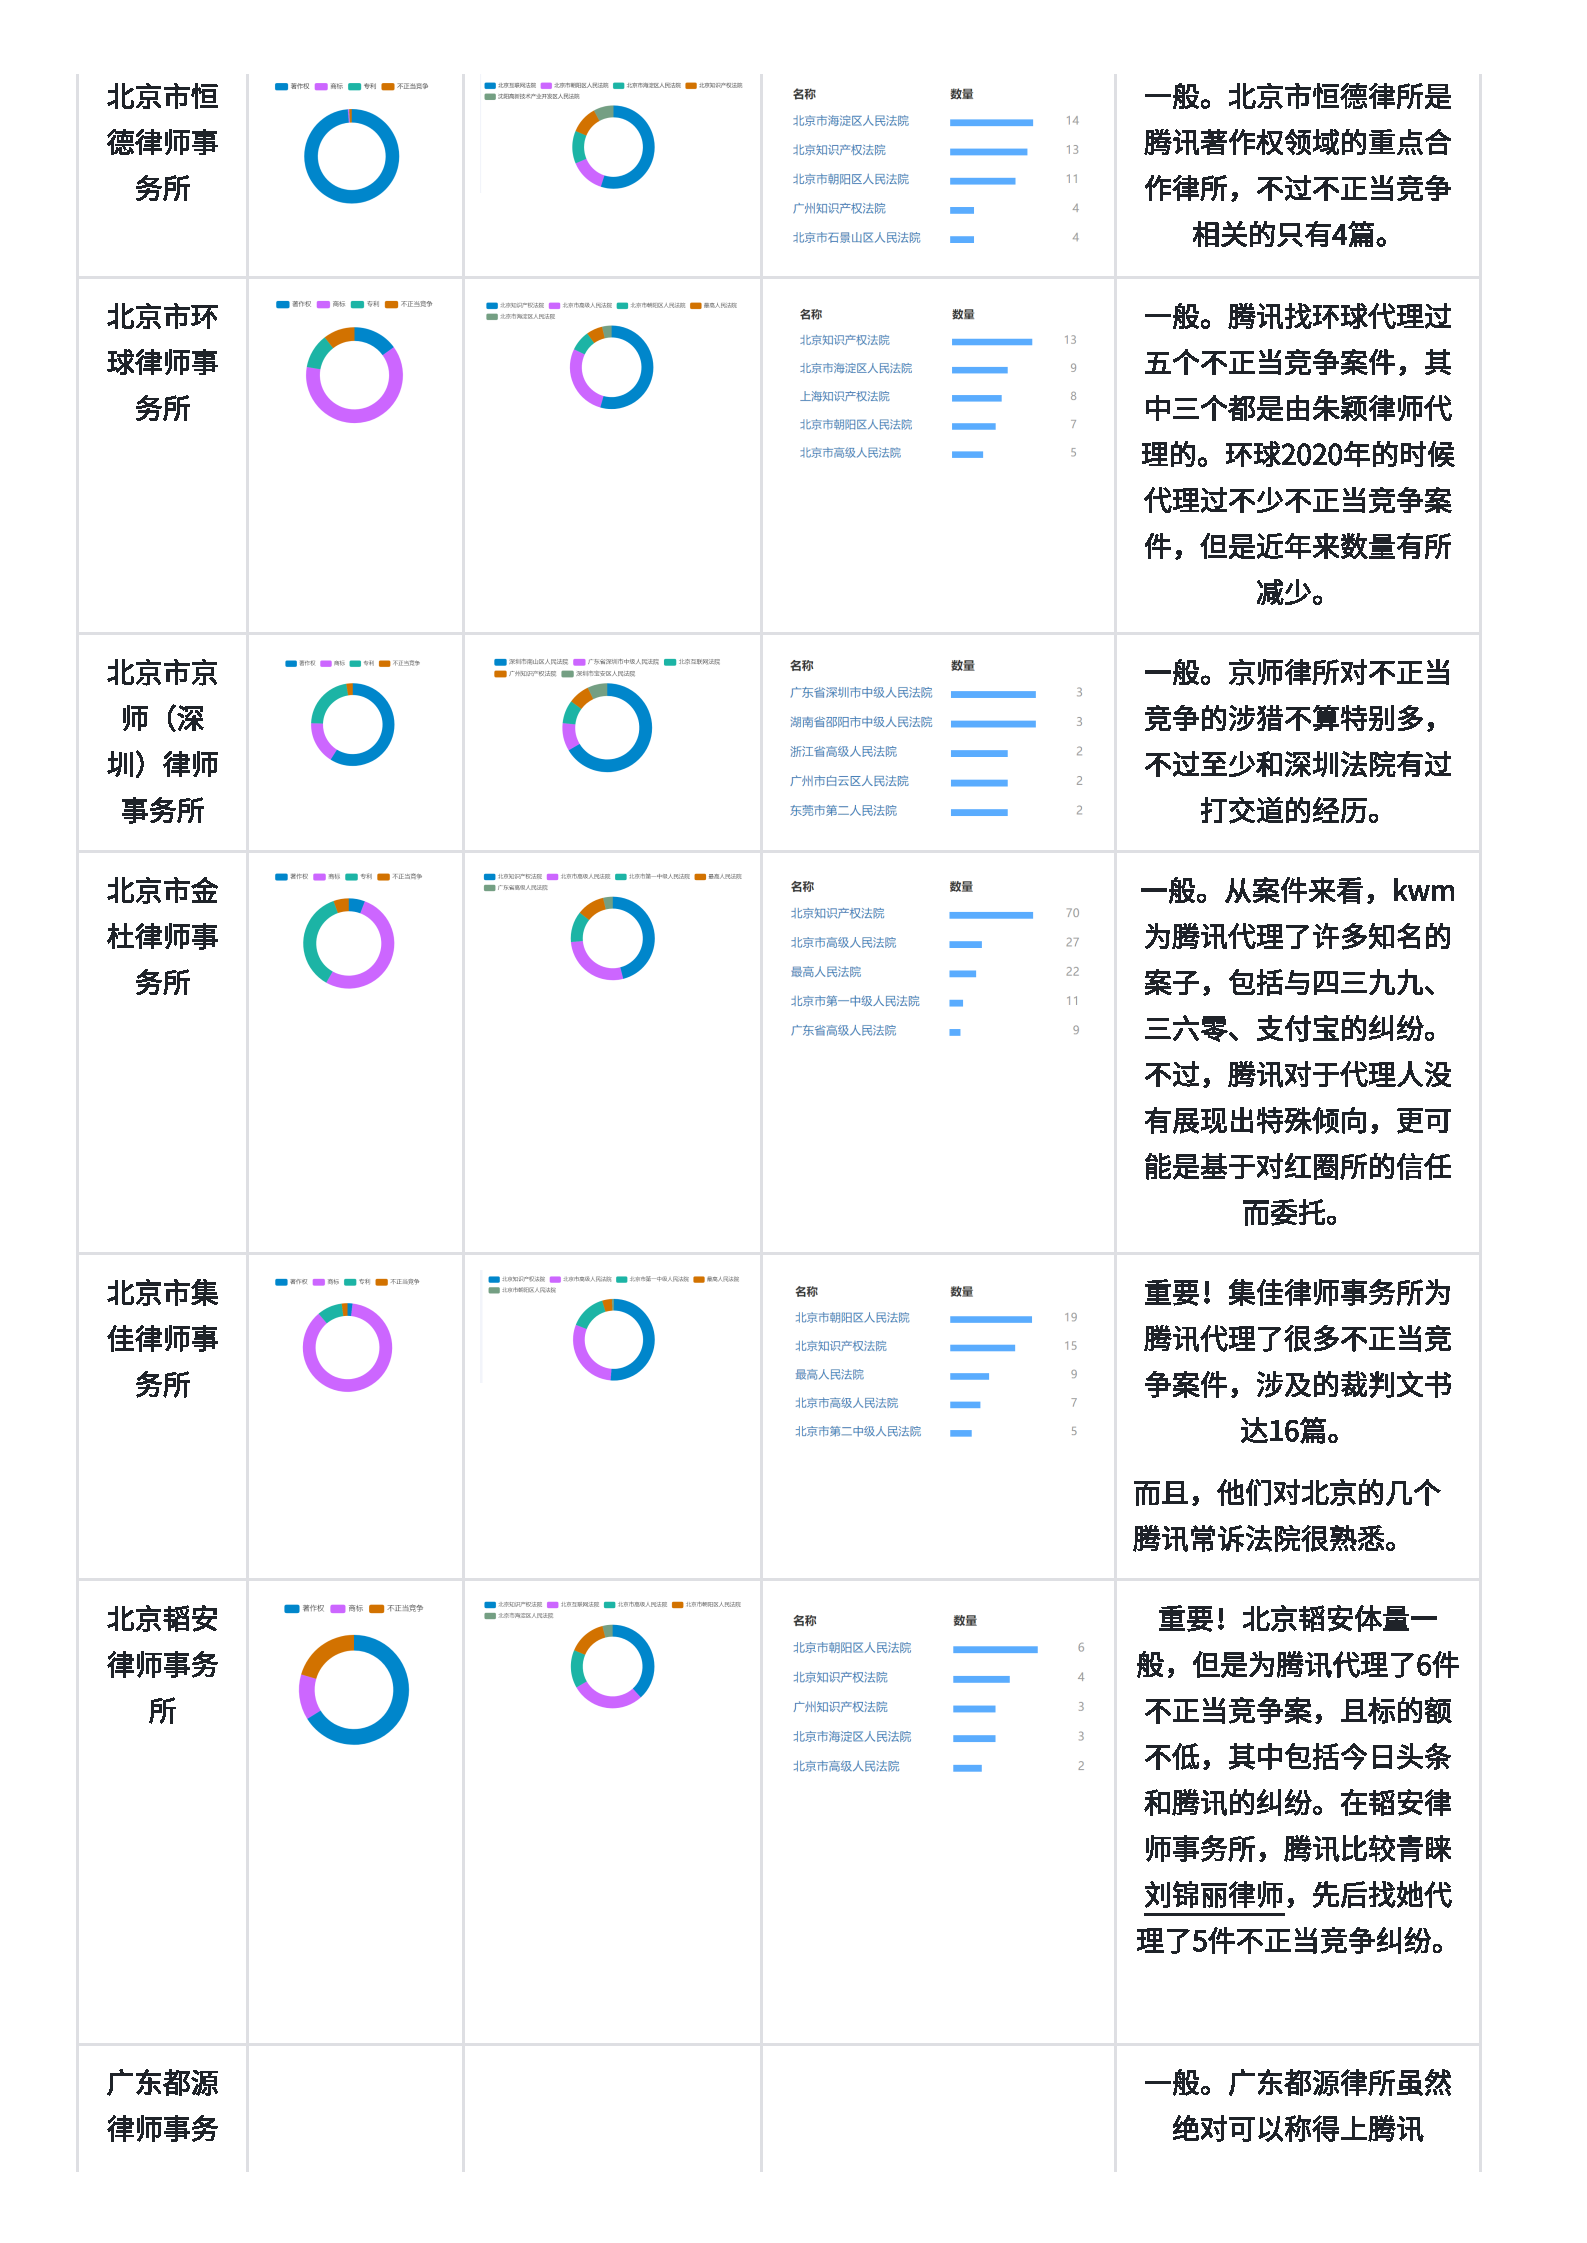 北京市恒
德律师事
务所
著作权 商标 专利 不正当竞争
北京互联网法院 北京市朝阳区人民法院 北京市海淀区人民法院 北京知识产权法院
沈阳高新技术产业开发区人民法院
名称 数量
北京市海淀区人民法院 14
北京知识产权法院 13
北京市朝阳区人民法院 11
广州知识产权法院 4
北京市石景山区人民法院 4
一般。北京市恒德律所是
腾讯著作权领域的重点合
作律所，不过不正当竞争
相关的只有4篇。
北京市环
球律师事
务所
著作权 商标 专利 不正当竞争
北京知识产权法院 北京市高级人民法院 北京市朝阳区人民法院 最高人民法院
北京市海淀区人民法院
名称 数量
北京知识产权法院 13
北京市海淀区人民法院 9
上海知识产权法院 8
北京市朝阳区人民法院 7
北京市高级人民法院 5
一般。腾讯找环球代理过
五个不正当竞争案件，其
中三个都是由朱颖律师代
理的。环球2020年的时候
代理过不少不正当竞争案
件，但是近年来数量有所
减少。
北京市京
师（深
圳）律师
事务所
著作权 商标 专利 不正当竞争
深圳市南山区人民法院 广东省深圳市中级人民法院 北京互联网法院
广州知识产权法院 深圳市宝安区人民法院
名称 数量
广东省深圳市中级人民法院 3
湖南省邵阳市中级人民法院 3
浙江省高级人民法院 2
广州市白云区人民法院 2
东莞市第二人民法院 2
一般。京师律所对不正当
竞争的涉猎不算特别多，
不过至少和深圳法院有过
打交道的经历。
北京市金
杜律师事
务所
著作权 商标 专利 不正当竞争
北京知识产权法院 北京市高级人民法院 北京市第一中级人民法院 最高人民法院
广东省高级人民法院
名称 数量
北京知识产权法院 70
北京市高级人民法院 27
最高人民法院 22
北京市第一中级人民法院 11
广东省高级人民法院 9
一般。从案件来看，kwm
为腾讯代理了许多知名的
案子，包括与四三九九、
三六零、支付宝的纠纷。
不过，腾讯对于代理人没
有展现出特殊倾向，更可
能是基于对红圈所的信任
而委托。
北京市集
佳律师事
务所
著作权 商标 专利 不正当竞争
北京知识产权法院 北京市高级人民法院 北京市第一中级人民法院 最高人民法院
北京市朝阳区人民法院
名称 数量
北京市朝阳区人民法院 19
北京知识产权法院 15
最高人民法院 9
北京市高级人民法院 7
北京市第二中级人民法院 5
重要！集佳律师事务所为
腾讯代理了很多不正当竞
争案件，涉及的裁判文书
达16篇。
而且，他们对北京的几个
腾讯常诉法院很熟悉。
北京韬安
律师事务
所
著作权 商标 不正当竞争
北京知识产权法院 北京互联网法院 北京市高级人民法院 北京市朝阳区人民法院
北京市海淀区人民法院
名称 数量
北京市朝阳区人民法院 6
北京知识产权法院 4
广州知识产权法院 3
北京市海淀区人民法院 3
北京市高级人民法院 2
重要！北京韬安体量一
般，但是为腾讯代理了6件
不正当竞争案，且标的额
不低，其中包括今日头条
和腾讯的纠纷。在韬安律
师事务所，腾讯比较青睐
刘锦丽律师，先后找她代
理了5件不正当竞争纠纷。
广东都源
律师事务
一般。广东都源律所虽然
绝对可以称得上腾讯